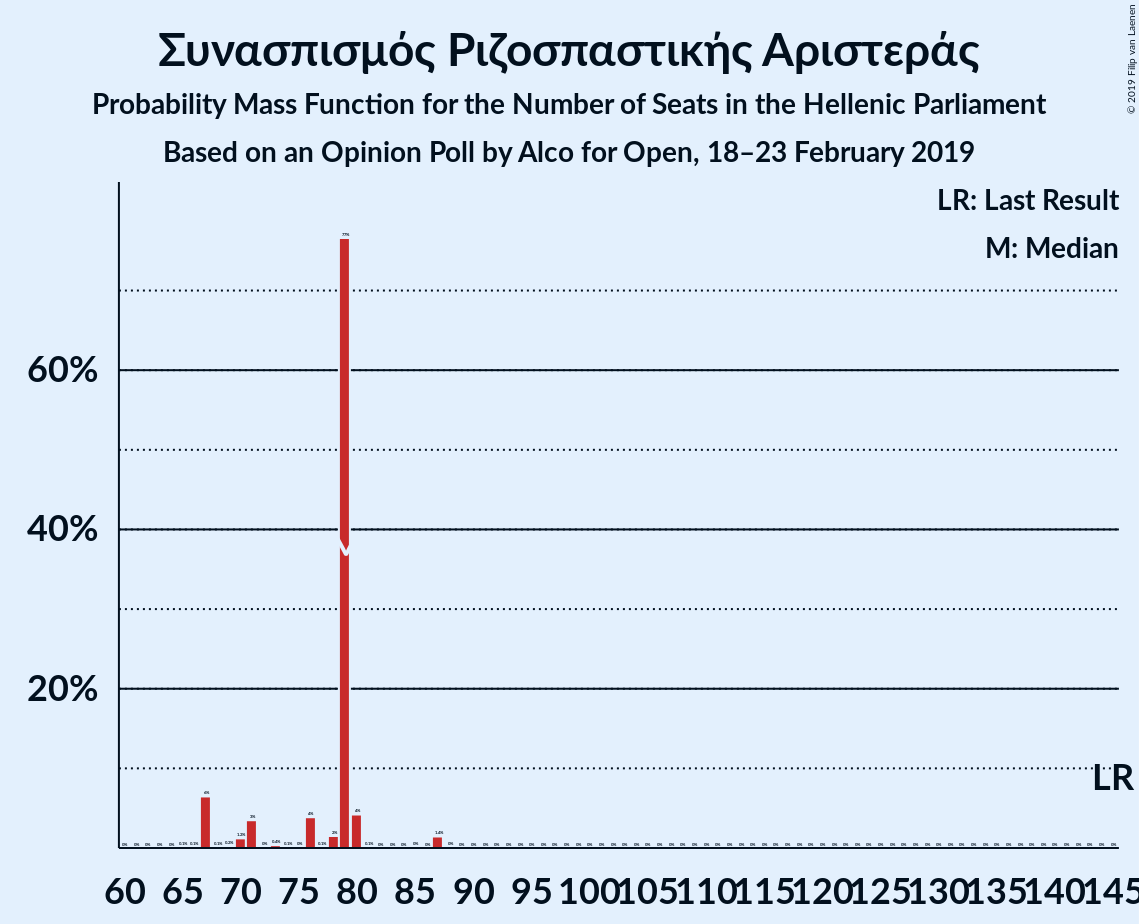 Συνασπισμός Ριζοσπαστικής Αριστεράς
Probability Mass Function for the Number of Seats in the Hellenic Parliament
Based on an Opinion Poll by Alco for Open, 18–23 February 2019
© 2019 Filip van Laenen
LR: Last Result
M: Median
60%
40%
20%
LR
60 65 70 75 80 85 90 95 100 105 110 115 120 125 130 135 140 145